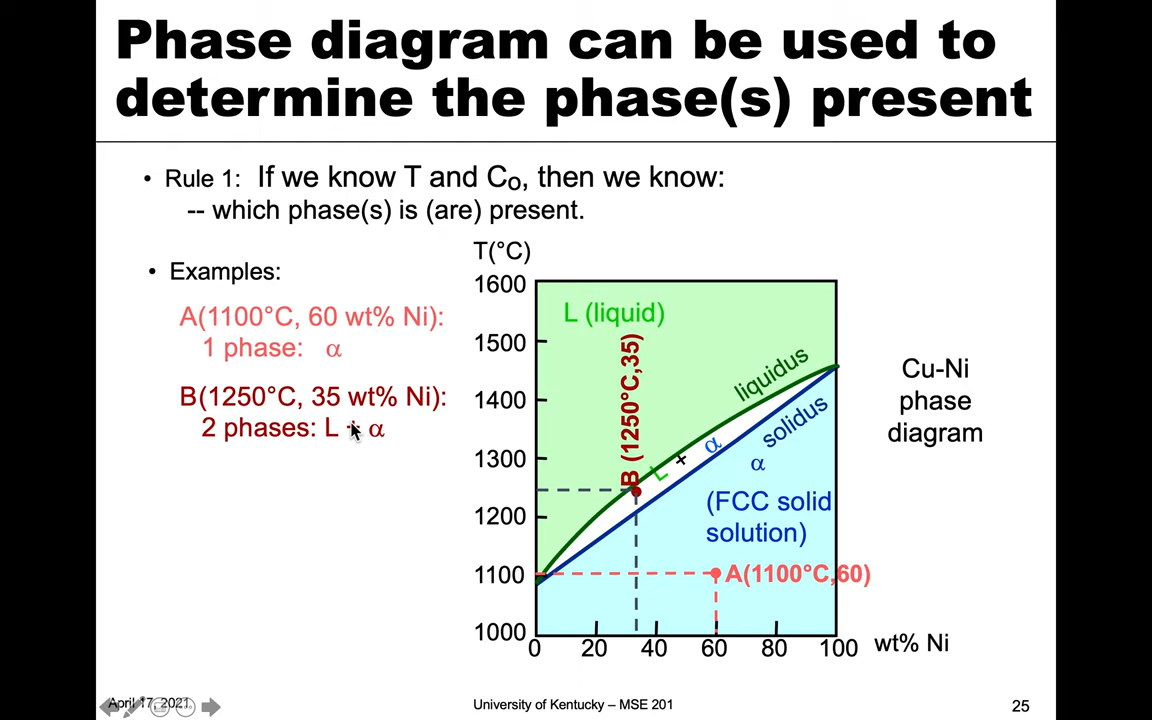 Phase diagram can be used to
determine the phase(s) present
• Rule 1: If we know T and Co, then we know:
-- which phase(s) is (are) present.
• Examples:
A(1100°C, 60 wt% Ni):
1 phase: α
B(1250°C, 35 wt% Ni):
2 phases: L + α
T(°C)
1600
1500
1400
1300
1200
1100
1000
0 20 40 60 80 100 wt% Ni
L (liquid)
B (1250°C,35)
liquidus
L + α
solidus
α
(FCC solid
solution)
A(1100°C,60)
Cu-Ni
phase
diagram
April 17, 2021
University of Kentucky – MSE 201
25